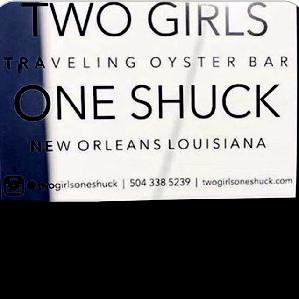 TWO GIRLS
TRAVELING OYSTER BAR
ONE SHUCK
NEW ORLEANS LOUISIANA
@twogirlsoneshuck | 504 338 5239 | twogirlsoneshuck.com